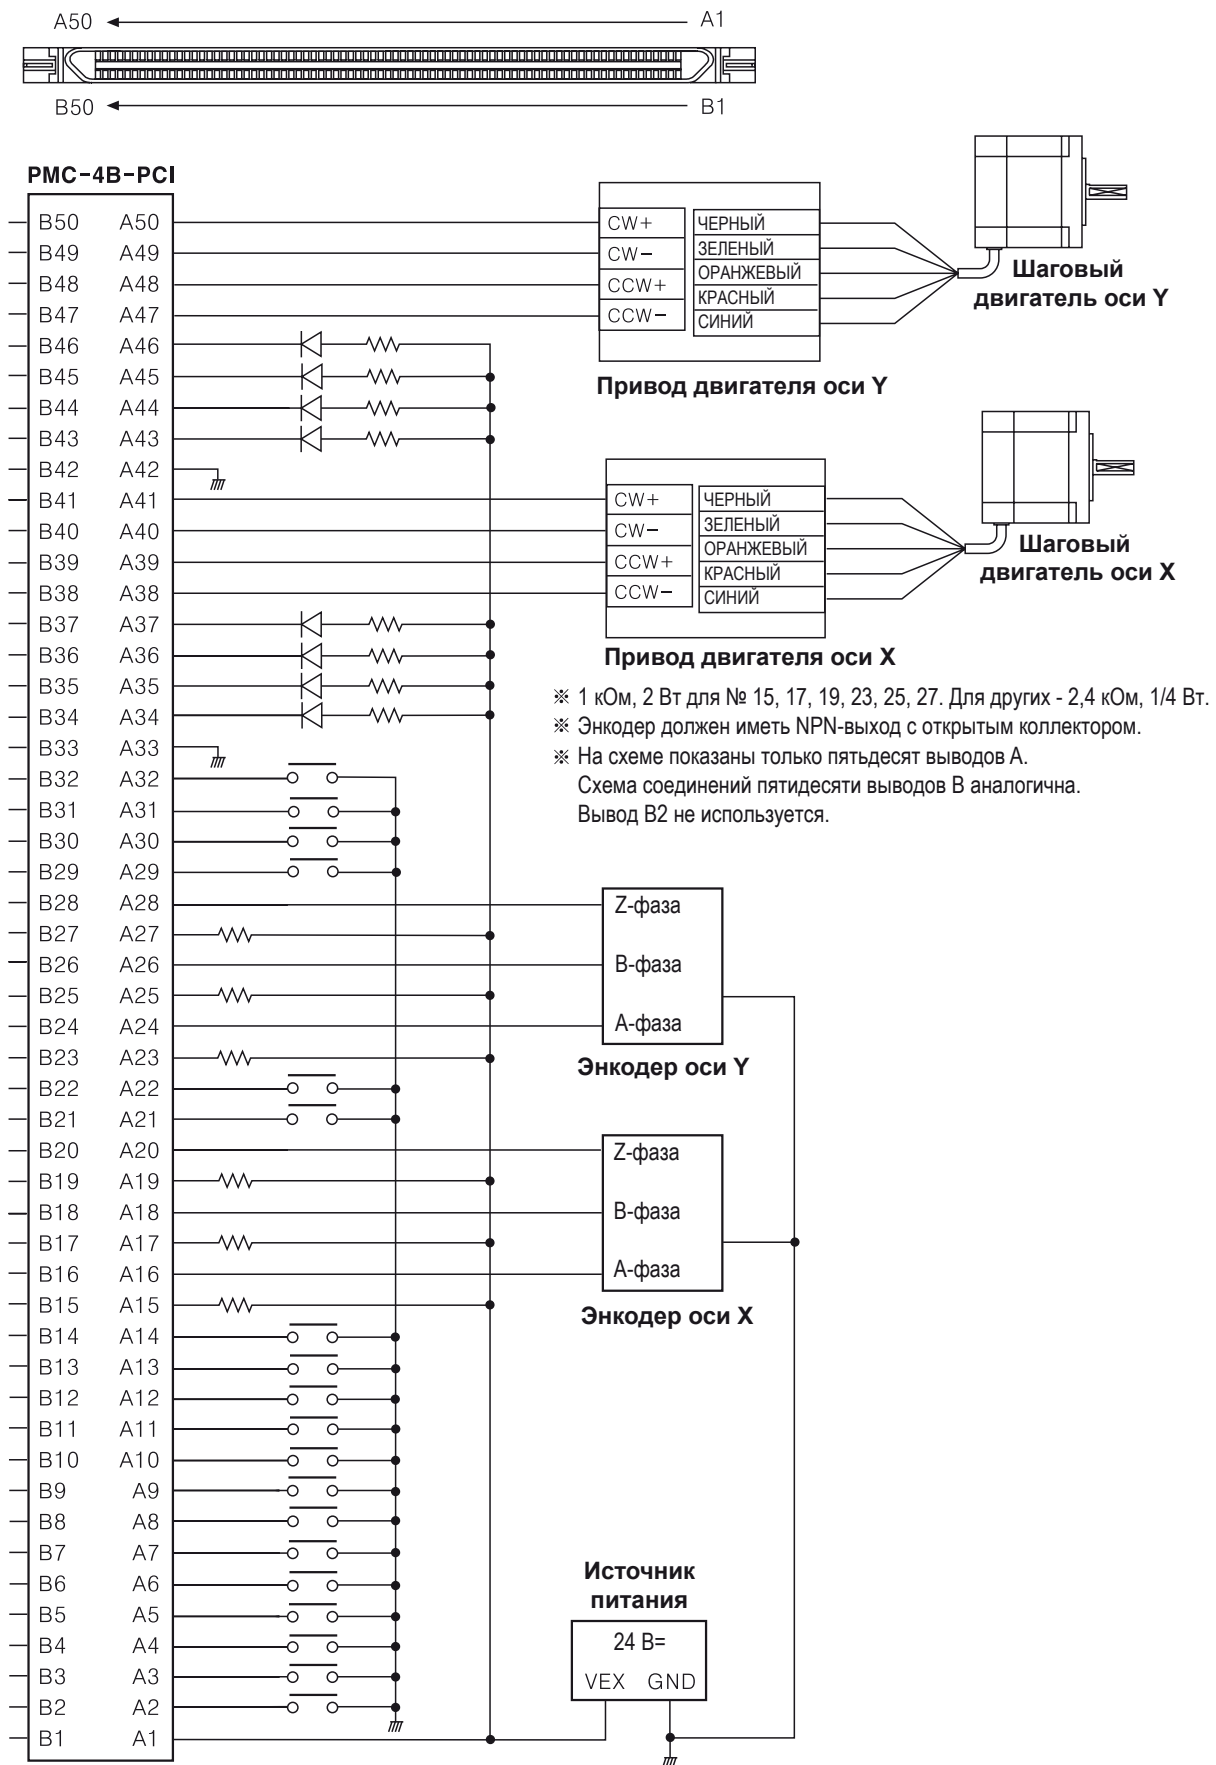 A50 A1
B50 B1
PMC-4B-PCI
B50 A50
B49 A49
B48 A48
B47 A47
B46 A46
B45 A45
B44 A44
B43 A43
B42 A42
B41 A41
B40 A40
B39 A39
B38 A38
B37 A37
B36 A36
B35 A35
B34 A34
B33 A33
B32 A32
B31 A31
B30 A30
B29 A29
B28 A28
B27 A27
B26 A26
B25 A25
B24 A24
B23 A23
B22 A22
B21 A21
B20 A20
B19 A19
B18 A18
B17 A17
B16 A16
B15 A15
B14 A14
B13 A13
B12 A12
B11 A11
B10 A10
B9 A9
B8 A8
B7 A7
B6 A6
B5 A5
B4 A4
B3 A3
B2 A2
B1 A1
CW+ ЧЕРНЫЙ
CW- ЗЕЛЕНЫЙ
ОРАНЖЕВЫЙ
CCW+
КРАСНЫЙ
CCW- СИНИЙ
Шаговый
двигатель оси Y
Привод двигателя оси Y
CW+ ЧЕРНЫЙ
CW- ЗЕЛЕНЫЙ
ОРАНЖЕВЫЙ
CCW+
КРАСНЫЙ
CCW- СИНИЙ
Шаговый
двигатель оси X
Привод двигателя оси X
※ 1 кОм, 2 Вт для № 15, 17, 19, 23, 25, 27. Для других - 2,4 кОм, 1/4 Вт.
※ Энкодер должен иметь NPN-выход с открытым коллектором.
※ На схеме показаны только пятьдесят выводов А.
Схема соединений пятидесяти выводов В аналогична.
Вывод В2 не используется.
Z-фаза
B-фаза
A-фаза
Энкодер оси Y
Z-фаза
B-фаза
A-фаза
Энкодер оси X
Источник
питания
24 В=
VEX GND